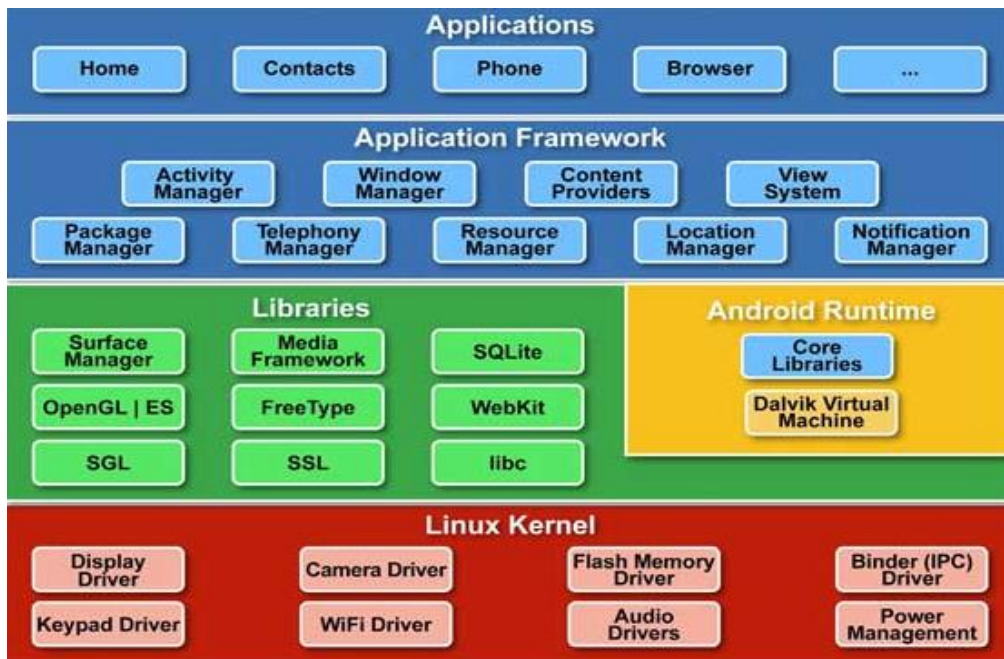 Applications
Home
Contacts
Phone
Browser
...
Application Framework
Activity
Manager
Window
Manager
Content
Providers
View
System
Package
Manager
Telephony
Manager
Resource
Manager
Location
Manager
Notification
Manager
Libraries
Surface
Manager
Media
Framework
SQLite
OpenGL | ES
FreeType
WebKit
SGL
SSL
libc
Android Runtime
Core
Libraries
Dalvik Virtual
Machine
Linux Kernel
Display
Driver
Camera Driver
Flash Memory
Driver
Binder (IPC)
Driver
Keypad Driver
WiFi Driver
Audio
Drivers
Power
Management